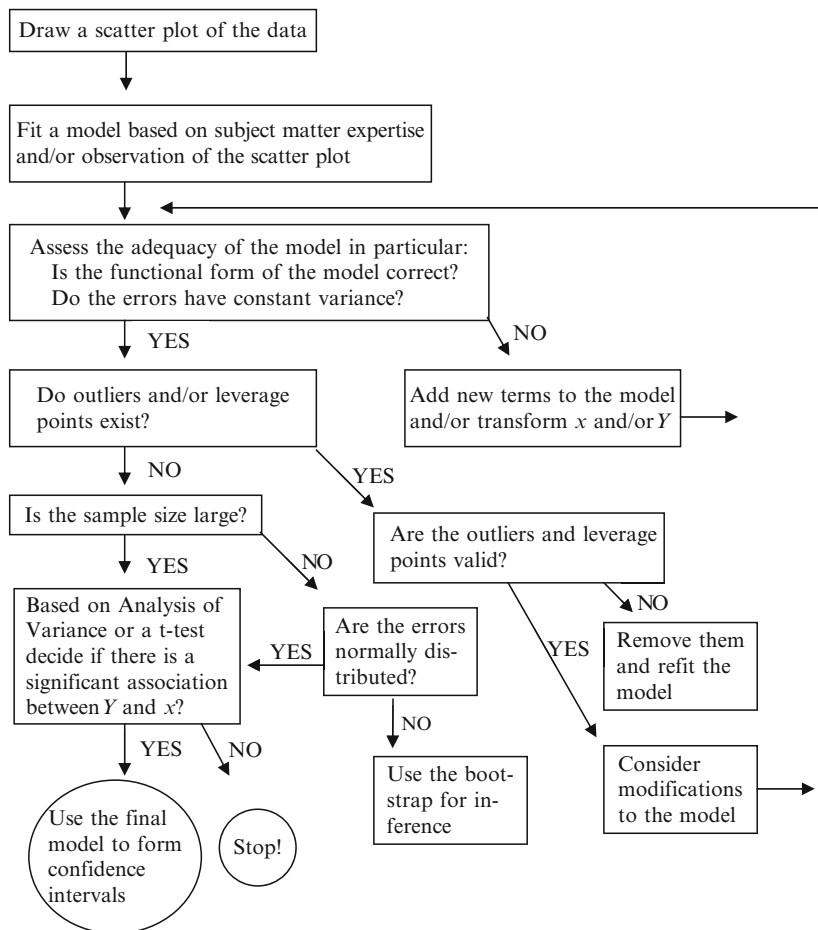 Draw a scatter plot of the data
Fit a model based on subject matter expertise
and/or observation of the scatter plot
Assess the adequacy of the model in particular:
Is the functional form of the model correct?
Do the errors have constant variance?
YES
NO
Do outliers and/or leverage
points exist?
Add new terms to the model
and/or transform x and/or Y
NO
YES
Is the sample size large?
Are the outliers and leverage
points valid?
YES
NO
NO
YES
Based on Analysis of
Variance or a t-test
decide if there is a
significant association
between Y and x?
YES
Are the errors
normally dis-
tributed?
Remove them
and refit the
model
YES
NO
NO
Use the final
model to form
confidence
intervals
Stop!
Use the boot-
strap for in-
ference
Consider
modifications
to the model